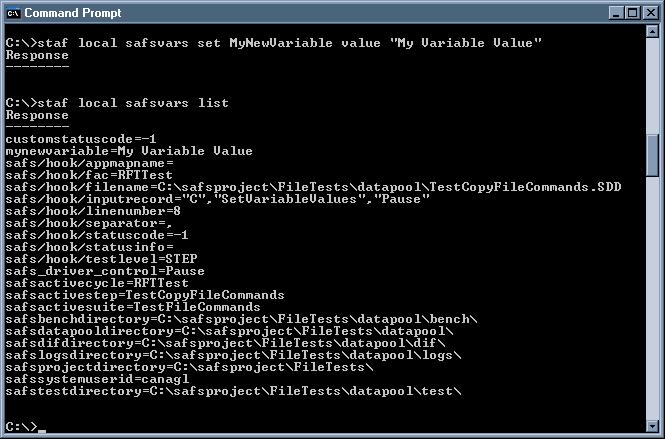 Command Prompt
C:\>staf local safsvars set MyNewVariable value "My Variable Value"
Response
--------
C:\>staf local safsvars list
Response
--------
customstatuscode=-1
mynewvariable=My Variable Value
safs/hook/appmapname=
safs/hook/fac=RFTTest
safs/hook/filename=C:\safsproject\FileTests\datapool\TestCopyFileCommands.SDD
safs/hook/inputrecord="C","SetVariableValues","Pause"
safs/hook/linenumber=8
safs/hook/separator=,
safs/hook/statuscode=-1
safs/hook/statusinfo=
safs/hook/testlevel=STEP
safs_driver_control=Pause
safsactivecycle=RFTTest
safsactivestep=TestCopyFileCommands
safsactivesuite=TestFileCommands
safsbenchdirectory=C:\safsproject\FileTests\datapool\bench\
safsdatapooldirectory=C:\safsproject\FileTests\datapool\
safsdifdirectory=C:\safsproject\FileTests\datapool\dif\
safslogsdirectory=C:\safsproject\FileTests\datapool\logs\
safsprojectdirectory=C:\safsproject\FileTests\
safssystemuserid=canagl
safstestdirectory=C:\safsproject\FileTests\datapool\test\
C:\>_